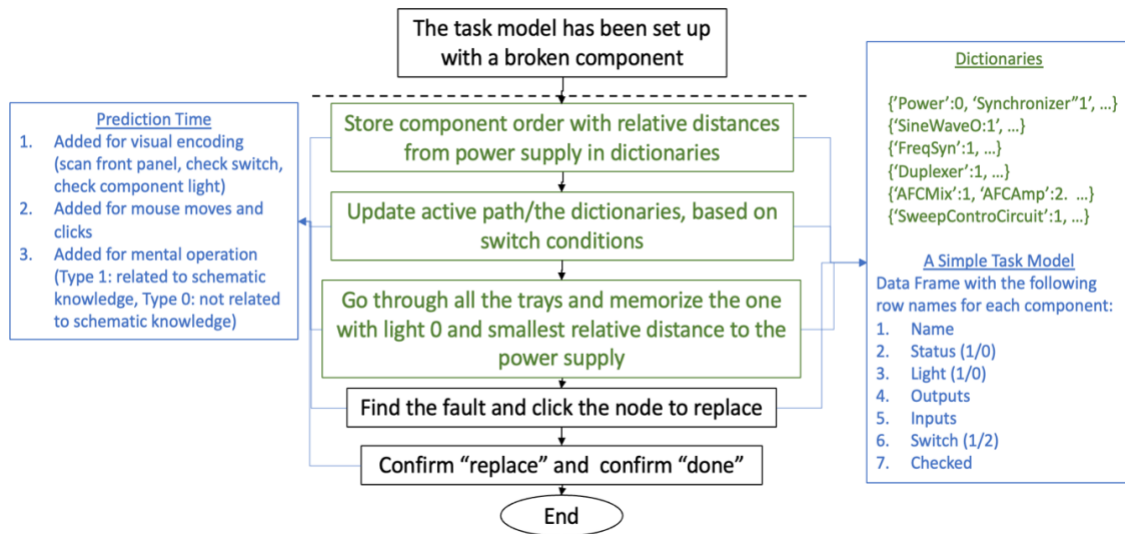 The task model has been set up
with a broken component
Prediction Time
1. Added for visual encoding
(scan front panel, check switch,
check component light)
2. Added for mouse moves and
clicks
3. Added for mental operation
(Type 1: related to schematic
knowledge, Type 0: not related
to schematic knowledge)
Store component order with relative distances
from power supply in dictionaries
Update active path/the dictionaries, based on
switch conditions
Go through all the trays and memorize the one
with light 0 and smallest relative distance to the
power supply
Find the fault and click the node to replace
Confirm “replace” and confirm “done”
End
Dictionaries
{’Power’:0, ‘Synchronizer”1’, …}
{‘SineWaveO:1’, …}
{‘FreqSyn’:1, …}
{‘Duplexer’:1, …}
{‘AFCMix’:1, ‘AFCAmp’:2. …}
{‘SweepControCircuit’:1, …}
A Simple Task Model
Data Frame with the following
row names for each component:
1. Name
2. Status (1/0)
3. Light (1/0)
4. Outputs
5. Inputs
6. Switch (1/2)
7. Checked